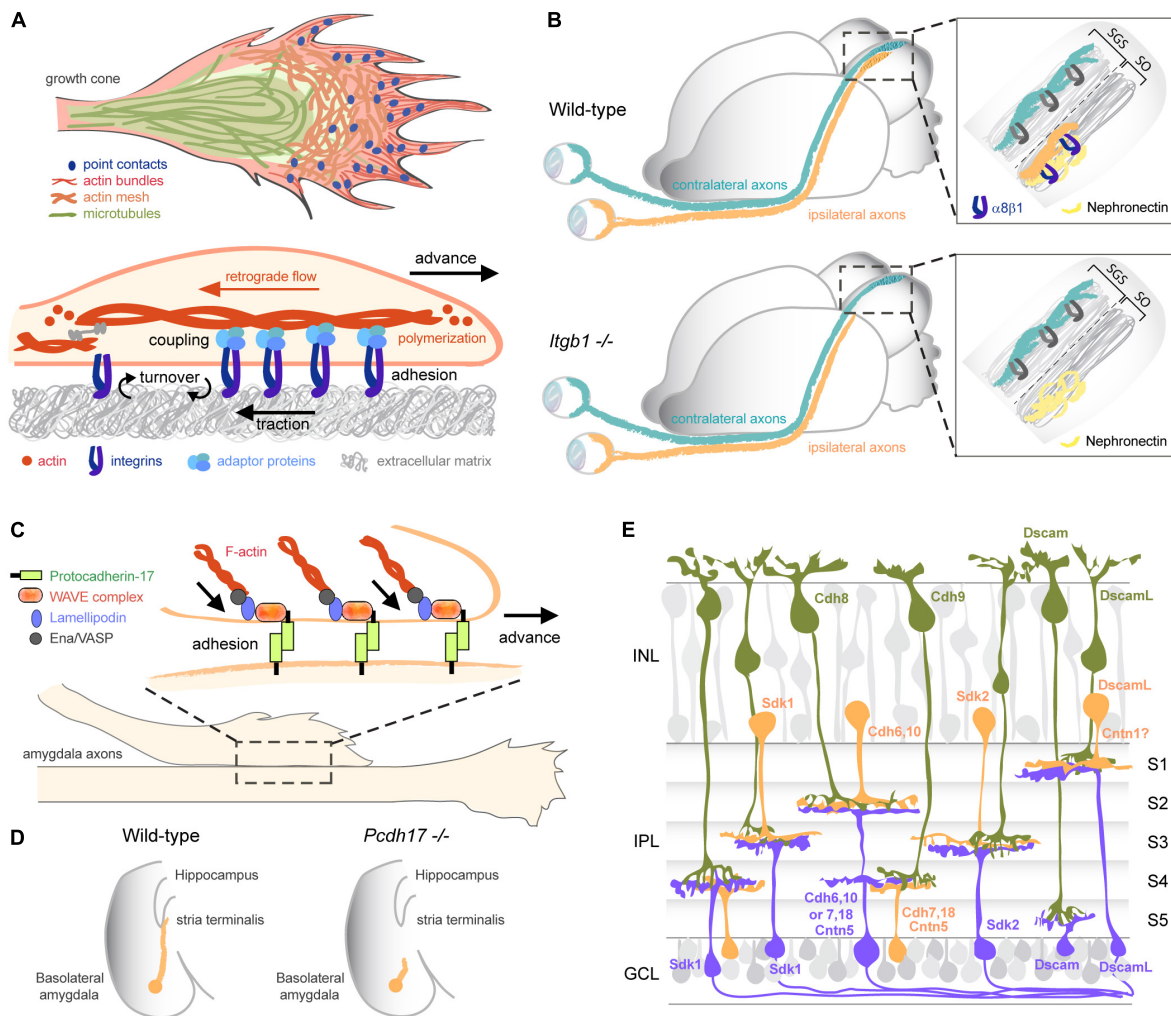 A
growth cone
point contacts
actin bundles
actin mesh
microtubules
advance
retrograde flow
coupling
polymerization
turnover
adhesion
traction
actin
integrins
adaptor proteins
extracellular matrix
B
Wild-type
contralateral axons
ipsilateral axons
SGS
SO
α8β1
Nephronectin
Itgb1 -/-
contralateral axons
ipsilateral axons
SGS
SO
Nephronectin
C
F-actin
Protocadherin-17
WAVE complex
Lamellipodin
Ena/VASP
adhesion
advance
amygdala axons
D
Wild-type
Pcdh17 -/-
Hippocampus
Hippocampus
stria terminalis
stria terminalis
Basolateral
amygdala
Basolateral
amygdala
E
Dscam
Cdh8
Cdh9
DscamL
INL
Sdk1
Cdh6,10
Sdk2
DscamL
Cntn1?
S1
S2
IPL
S3
S4
S5
Cdh6,10
or 7,18
Cntn5
Cdh7,18
Cntn5
Sdk2
GCL
Sdk1
Sdk1
Dscam
DscamL